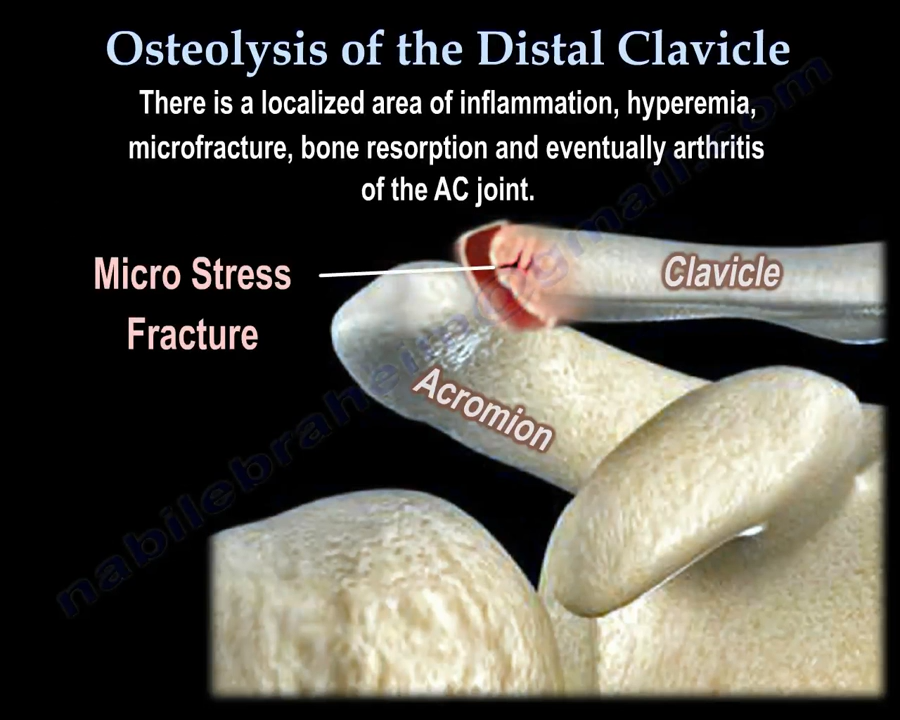 Osteolysis of the Distal Clavicle
There is a localized area of inflammation, hyperemia,
microfracture, bone resorption and eventually arthritis
of the AC joint.
Micro Stress
Fracture
Clavicle
Acromion